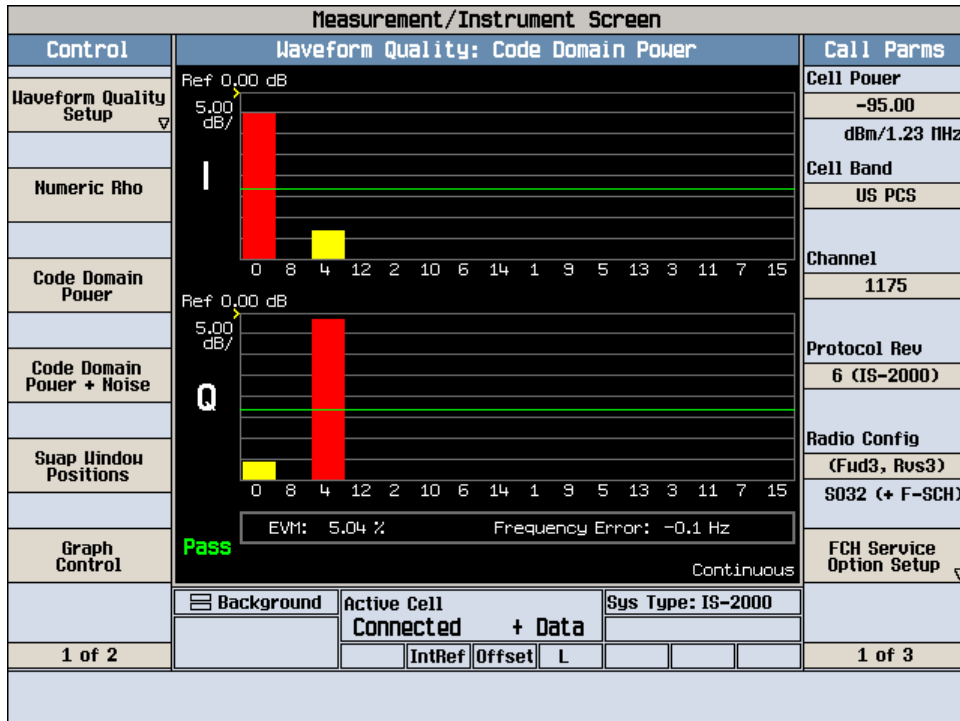 Measurement/Instrument Screen
Control
Waveform Quality: Code Domain Power
Call Parms
Waveform Quality
Setup
Numeric Rho
Code Domain
Power
Code Domain
Power + Noise
Swap Window
Positions
Graph
Control
1 of 2
Ref 0.00 dB
5.00
dB/
I
0 8 4 12 2 10 6 14 1 9 5 13 3 11 7 15
Ref 0.00 dB
5.00
dB/
Q
0 8 4 12 2 10 6 14 1 9 5 13 3 11 7 15
EVM: 5.04 % Frequency Error: -0.1 Hz
Pass
Continuous
Background
Active Cell
Connected + Data
Sys Type: IS-2000
IntRef Offset L
Cell Power
-95.00
dBm/1.23 MHz
Cell Band
US PCS
Channel
1175
Protocol Rev
6 (IS-2000)
Radio Config
(Fwd3, Rvs3)
SO32 (+ F-SCH)
FCH Service
Option Setup
1 of 3